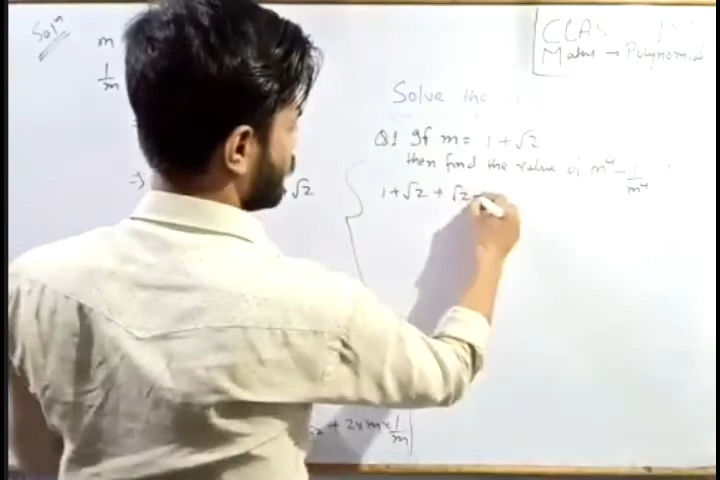 Solⁿ
m
1/m
+√2
+ 2×m×1/m
CLAS
Maths → Polynomial
Solve the
Q1 If m = 1+√2
then find the value of m⁴ - 1/m⁴
1+√2 + √2 -